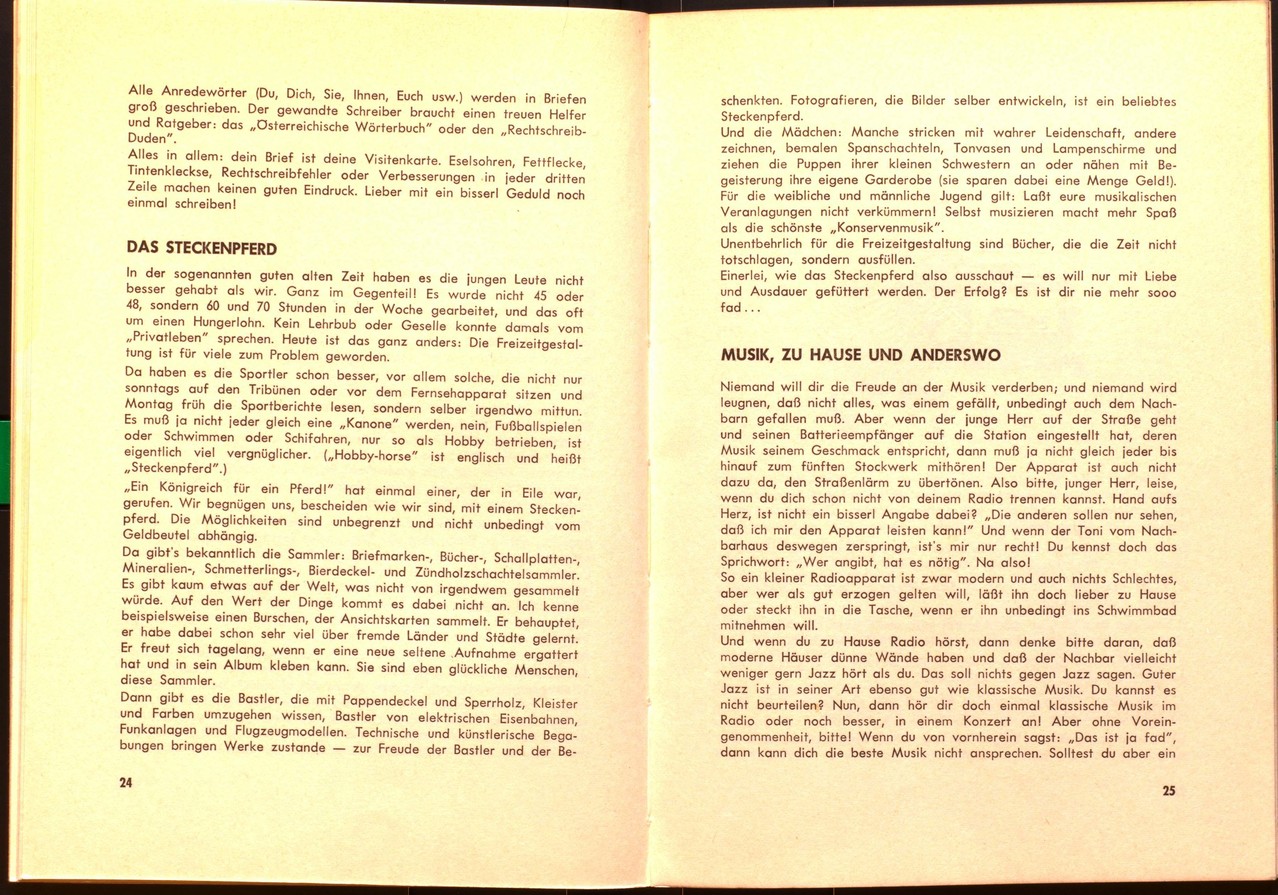 Alle Anredewörter (Du, Dich, Sie, Ihnen, Euch usw.) werden in Briefen
groß geschrieben. Der gewandte Schreiber braucht einen treuen Helfer
und Ratgeber: das „Österreichische Wörterbuch" oder den „Rechtschreib-
Duden".
Alles in allem: dein Brief ist deine Visitenkarte. Eselsohren, Fettflecke,
Tintenkleckse, Rechtschreibfehler oder Verbesserungen in jeder dritten
Zeile machen keinen guten Eindruck. Lieber mit ein bisserl Geduld noch
einmal schreiben!
DAS STECKENPFERD
In der sogenannten guten alten Zeit haben es die jungen Leute nicht
besser gehabt als wir. Ganz im Gegenteil! Es wurde nicht 45 oder
48, sondern 60 und 70 Stunden in der Woche gearbeitet, und das oft
um einen Hungerlohn. Kein Lehrbub oder Geselle konnte damals vom
„Privatleben" sprechen. Heute ist das ganz anders: Die Freizeitgestal-
tung ist für viele zum Problem geworden.
Da haben es die Sportler schon besser, vor allem solche, die nicht nur
sonntags auf den Tribünen oder vor dem Fernsehapparat sitzen und
Montag früh die Sportberichte lesen, sondern selber irgendwo mittun.
Es muß ja nicht jeder gleich eine „Kanone" werden, nein, Fußballspielen
oder Schwimmen oder Schifahren, nur so als Hobby betrieben, ist
eigentlich viel vergnüglicher. („Hobby-horse" ist englisch und heißt
„Steckenpferd".)
„Ein Königreich für ein Pferd!" hat einmal einer, der in Eile war,
gerufen. Wir begnügen uns, bescheiden wie wir sind, mit einem Stecken-
pferd. Die Möglichkeiten sind unbegrenzt und nicht unbedingt vom
Geldbeutel abhängig.
Da gibt's bekanntlich die Sammler: Briefmarken-, Bücher-, Schallplatten-,
Mineralien-, Schmetterlings-, Bierdeckel- und Zündholzschachtelsammler.
Es gibt kaum etwas auf der Welt, was nicht von irgendwem gesammelt
würde. Auf den Wert der Dinge kommt es dabei nicht an. Ich kenne
beispielsweise einen Burschen, der Ansichtskarten sammelt. Er behauptet,
er habe dabei schon sehr viel über fremde Länder und Städte gelernt.
Er freut sich tagelang, wenn er eine neue seltene Aufnahme ergattert
hat und in sein Album kleben kann. Sie sind eben glückliche Menschen,
diese Sammler.
Dann gibt es die Bastler, die mit Pappendeckel und Sperrholz, Kleister
und Farben umzugehen wissen, Bastler von elektrischen Eisenbahnen,
Funkanlagen und Flugzeugmodellen. Technische und künstlerische Bega-
bungen bringen Werke zustande — zur Freude der Bastler und der Be-
24
schenkten. Fotografieren, die Bilder selber entwickeln, ist ein beliebtes
Steckenpferd.
Und die Mädchen: Manche stricken mit wahrer Leidenschaft, andere
zeichnen, bemalen Spanschachteln, Tonvasen und Lampenschirme und
ziehen die Puppen ihrer kleinen Schwestern an oder nähen mit Be-
geisterung ihre eigene Garderobe (sie sparen dabei eine Menge Geld!).
Für die weibliche und männliche Jugend gilt: Laßt eure musikalischen
Veranlagungen nicht verkümmern! Selbst musizieren macht mehr Spaß
als die schönste „Konservenmusik".
Unentbehrlich für die Freizeitgestaltung sind Bücher, die die Zeit nicht
totschlagen, sondern ausfüllen.
Einerlei, wie das Steckenpferd also ausschaut — es will nur mit Liebe
und Ausdauer gefüttert werden. Der Erfolg? Es ist dir nie mehr sooo
fad...
MUSIK, ZU HAUSE UND ANDERSWO
Niemand will dir die Freude an der Musik verderben; und niemand wird
leugnen, daß nicht alles, was einem gefällt, unbedingt auch dem Nach-
barn gefallen muß. Aber wenn der junge Herr auf der Straße geht
und seinen Batterieempfänger auf die Station eingestellt hat, deren
Musik seinem Geschmack entspricht, dann muß ja nicht gleich jeder bis
hinauf zum fünften Stockwerk mithören! Der Apparat ist auch nicht
dazu da, den Straßenlärm zu übertönen. Also bitte, junger Herr, leise,
wenn du dich schon nicht von deinem Radio trennen kannst. Hand aufs
Herz, ist nicht ein bisserl Angabe dabei? „Die anderen sollen nur sehen,
daß ich mir den Apparat leisten kann!" Und wenn der Toni vom Nach-
barhaus deswegen zerspringt, ist's mir nur recht! Du kennst doch das
Sprichwort: „Wer angibt, hat es nötig". Na also!
So ein kleiner Radioapparat ist zwar modern und auch nichts Schlechtes,
aber wer als gut erzogen gelten will, läßt ihn doch lieber zu Hause
oder steckt ihn in die Tasche, wenn er ihn unbedingt ins Schwimmbad
mitnehmen will.
Und wenn du zu Hause Radio hörst, dann denke bitte daran, daß
moderne Häuser dünne Wände haben und daß der Nachbar vielleicht
weniger gern Jazz hört als du. Das soll nichts gegen Jazz sagen. Guter
Jazz ist in seiner Art ebenso gut wie klassische Musik. Du kannst es
nicht beurteilen? Nun, dann hör dir doch einmal klassische Musik im
Radio oder noch besser, in einem Konzert an! Aber ohne Vorein-
genommenheit, bitte! Wenn du von vornherein sagst: „Das ist ja fad",
dann kann dich die beste Musik nicht ansprechen. Solltest du aber ein
25